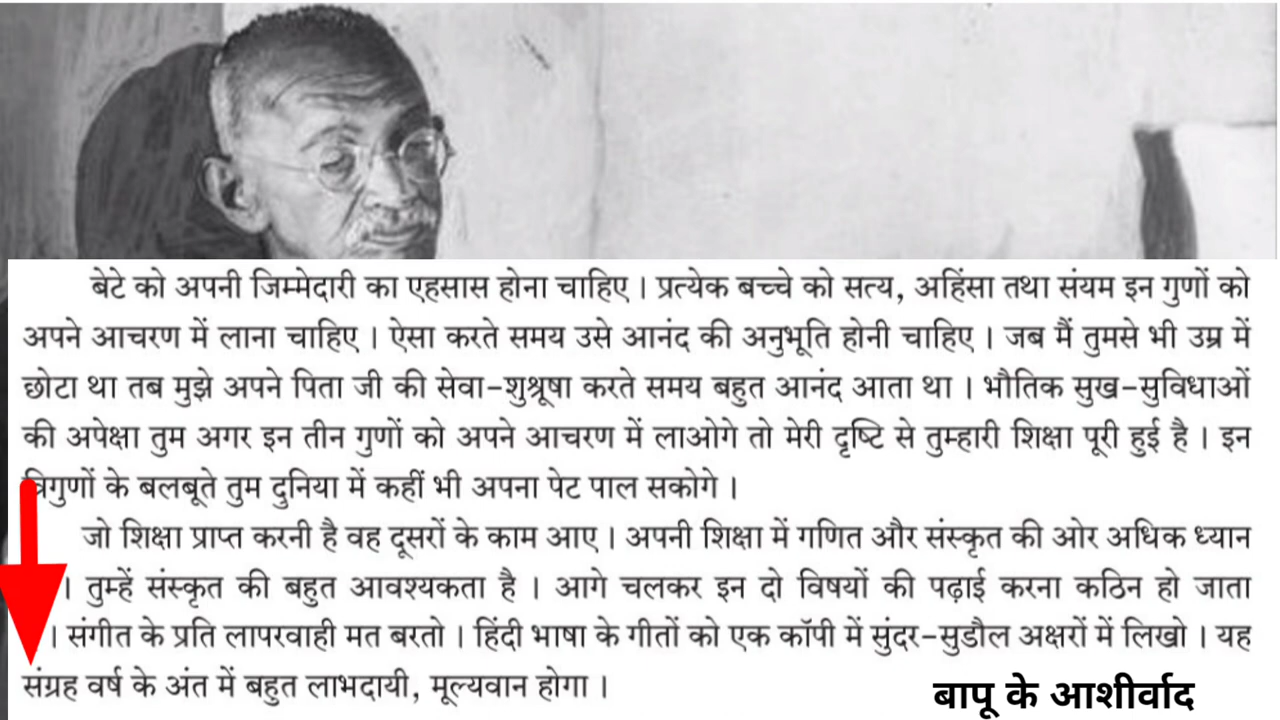 बेटे को अपनी जिम्मेदारी का एहसास होना चाहिए । प्रत्येक बच्चे को सत्य, अहिंसा तथा संयम इन गुणों को
अपने आचरण में लाना चाहिए । ऐसा करते समय उसे आनंद की अनुभूति होनी चाहिए । जब मैं तुमसे भी उम्र में
छोटा था तब मुझे अपने पिता जी की सेवा-शुश्रूषा करते समय बहुत आनंद आता था । भौतिक सुख-सुविधाओं
की अपेक्षा तुम अगर इन तीन गुणों को अपने आचरण में लाओगे तो मेरी दृष्टि से तुम्हारी शिक्षा पूरी हुई है । इन
त्रिगुणों के बलबूते तुम दुनिया में कहीं भी अपना पेट पाल सकोगे ।
जो शिक्षा प्राप्त करनी है वह दूसरों के काम आए । अपनी शिक्षा में गणित और संस्कृत की ओर अधिक ध्यान
। तुम्हें संस्कृत की बहुत आवश्यकता है । आगे चलकर इन दो विषयों की पढ़ाई करना कठिन हो जाता
। संगीत के प्रति लापरवाही मत बरतो । हिंदी भाषा के गीतों को एक कॉपी में सुंदर-सुडौल अक्षरों में लिखो । यह
संग्रह वर्ष के अंत में बहुत लाभदायी, मूल्यवान होगा ।
बापू के आशीर्वाद